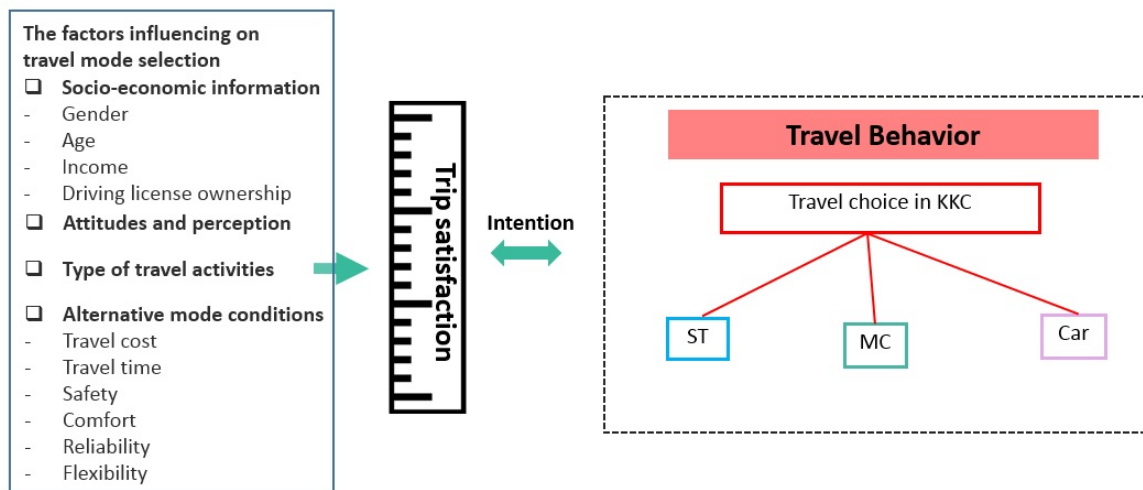 The factors influencing on
travel mode selection
❑ Socio-economic information
- Gender
- Age
- Income
- Driving license ownership
❑ Attitudes and perception
❑ Type of travel activities
❑ Alternative mode conditions
- Travel cost
- Travel time
- Safety
- Comfort
- Reliability
- Flexibility
Trip satisfaction
Intention
Travel Behavior
Travel choice in KKC
ST
MC
Car